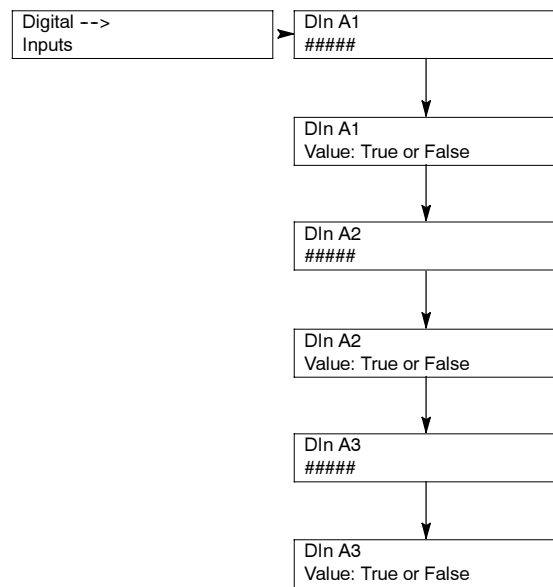 Digital -->
Inputs
DIn A1
#####
DIn A1
Value: True or False
DIn A2
#####
DIn A2
Value: True or False
DIn A3
#####
DIn A3
Value: True or False